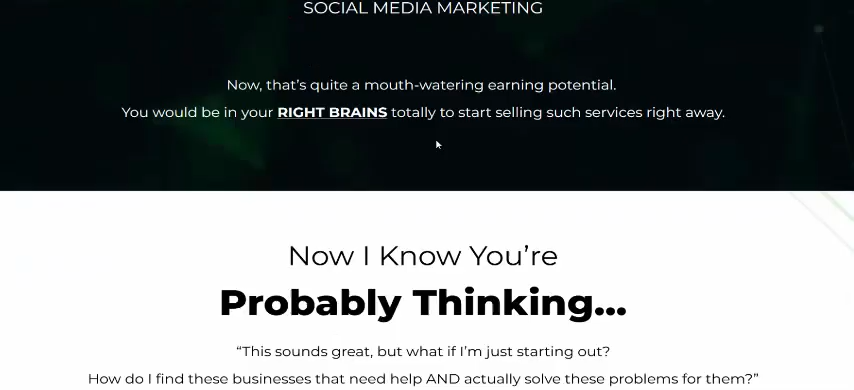 SOCIAL MEDIA MARKETING
Now, that’s quite a mouth-watering earning potential.
You would be in your RIGHT BRAINS totally to start selling such services right away.
Now I Know You’re
Probably Thinking...
“This sounds great, but what if I’m just starting out?
How do I find these businesses that need help AND actually solve these problems for them?”